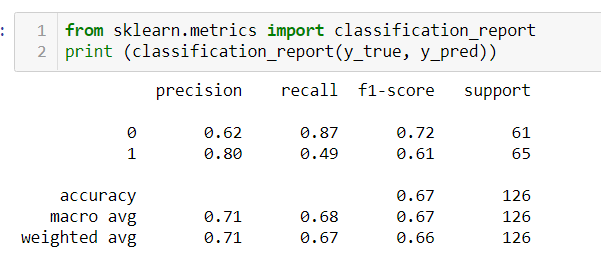 :
1 from sklearn.metrics import classification_report
2 print (classification_report(y_true, y_pred))
precision recall f1-score support
0 0.62 0.87 0.72 61
1 0.80 0.49 0.61 65
accuracy 0.67 126
macro avg 0.71 0.68 0.67 126
weighted avg 0.71 0.67 0.66 126